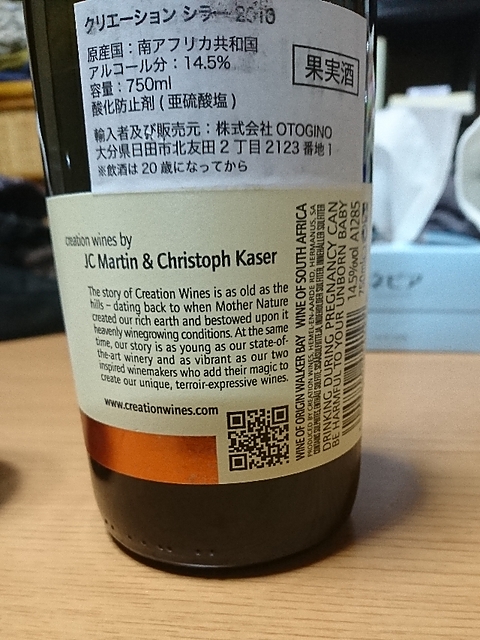 クリエーション シラー 2010
原産国：南アフリカ共和国
アルコール分：14.5%
容量：750ml
酸化防止剤(亜硫酸塩)
果実酒
輸入者及び販売元：株式会社 OTOGINO
大分県日田市北友田2丁目2123番地1
※飲酒は20歳になってから
creation wines by
JC Martin & Christoph Kaser
The story of Creation Wines is as old as the
hills – dating back to when Mother Nature
created our rich earth and bestowed upon it
heavenly winegrowing conditions. At the same
time, our story is as young as our state-of-
the-art winery and as vibrant as our two
inspired winemakers who add their magic to
create our unique, terroir-expressive wines.
www.creationwines.com
WINE OF ORIGIN WALKER BAY WINE OF SOUTH AFRICA
DRINKING DURING PREGNANCY CAN
BE HARMFUL TO YOUR UNBORN BABY
14.5%vol A1285
ネピア